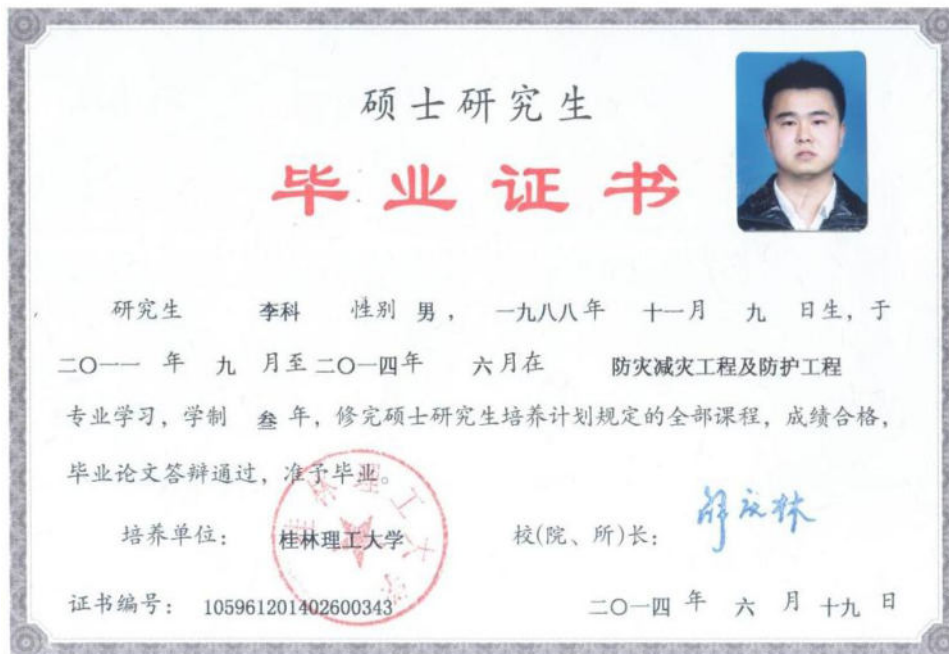 硕士研究生
毕业证书
研究生 李科 性别 男， 一九八八年 十一月 九 日生，于
二〇一一 年 九 月至 二〇一四年 六月在 防灾减灾工程及防护工程
专业学习，学制 叁 年，修完硕士研究生培养计划规定的全部课程，成绩合格，
毕业论文答辩通过，准予毕业。
桂林理工大学
培养单位： 桂林理工大学 校(院、所)长：
证书编号： 105961201402600343 二〇一四 年 六 月 十九 日